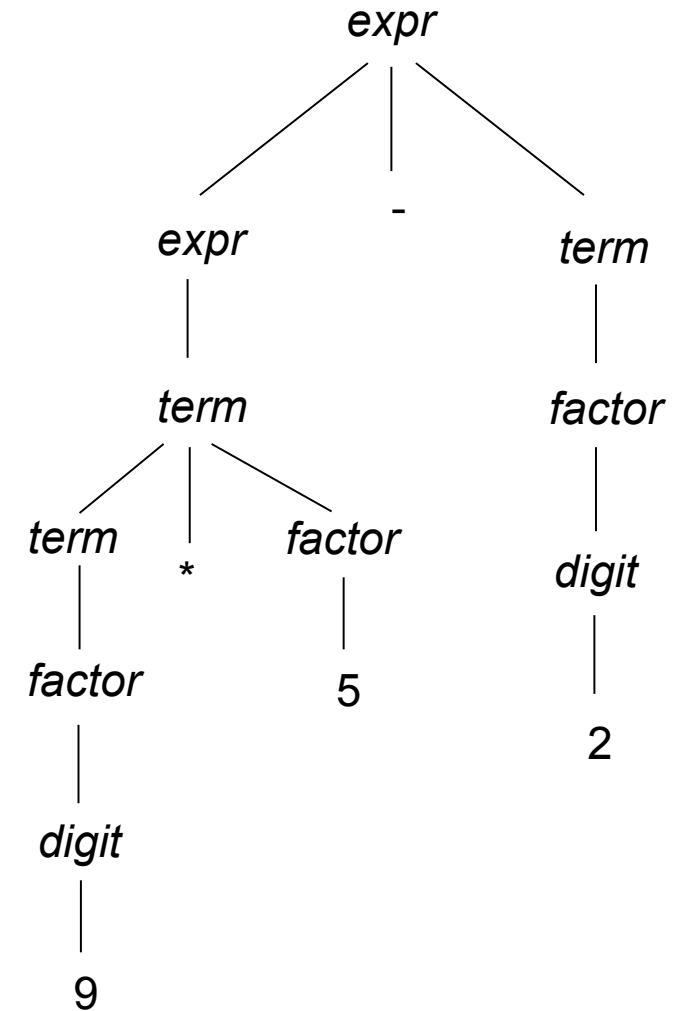 expr
expr - term
term factor
term * factor digit
factor 5 2
digit
9